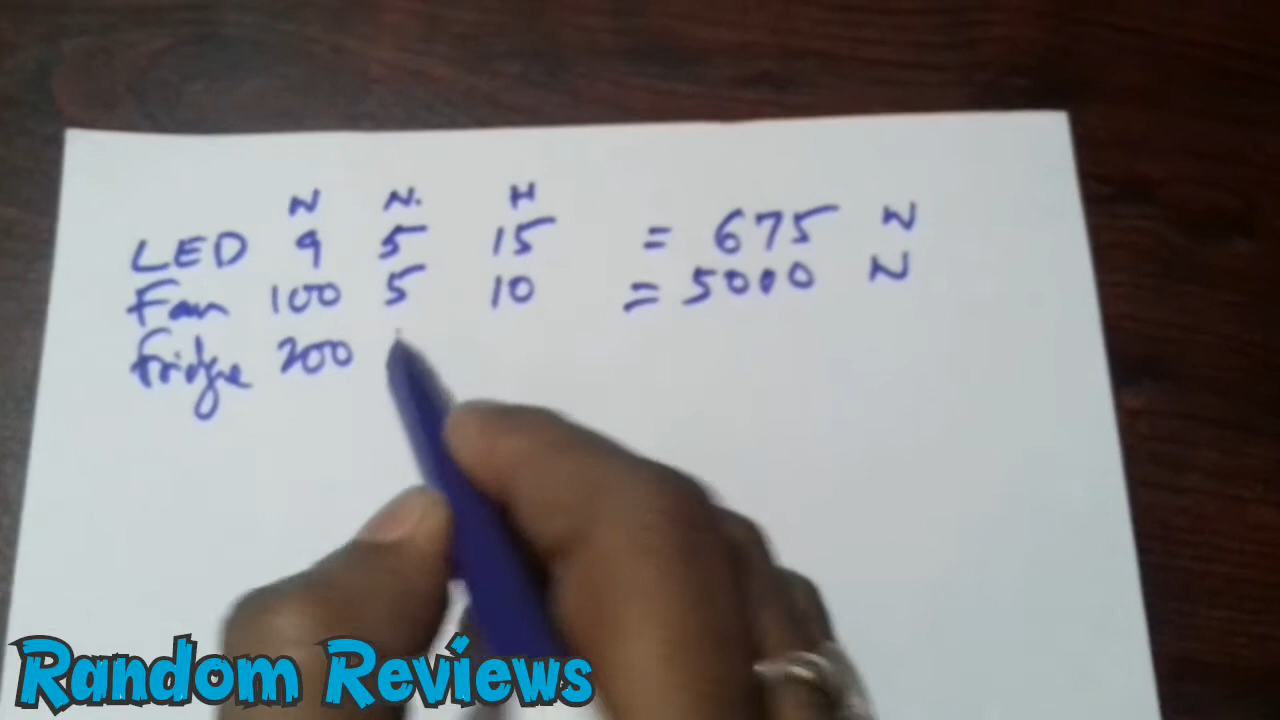 N N. H
LED 9 5 15 = 675 N
Fan 100 5 10 = 5000 N
Fridge 200
Random Reviews